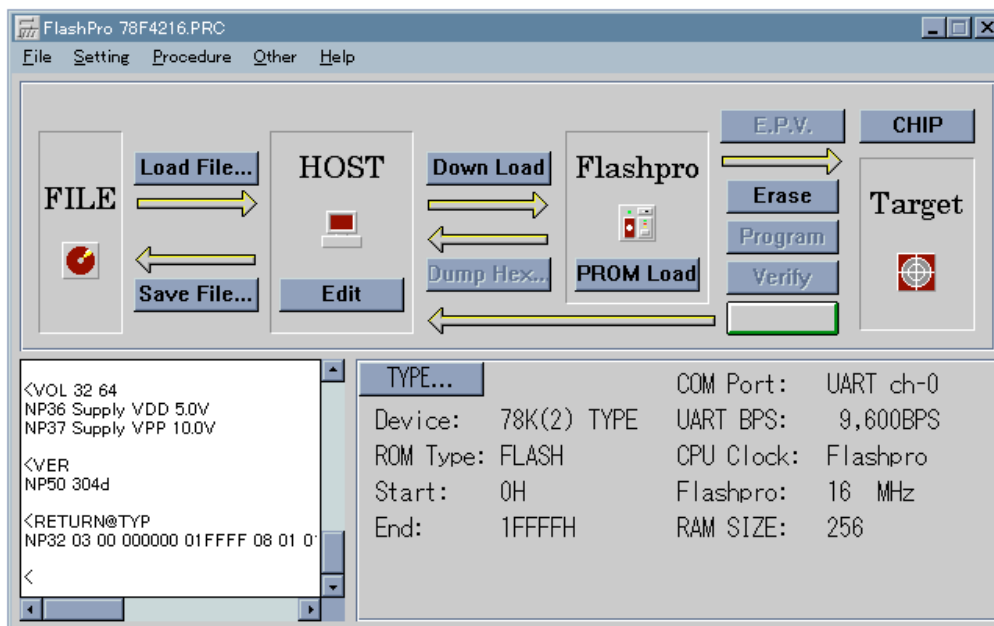 FlashPro 78F4216.PRC
File Setting Procedure Other Help
E.P.V. CHIP
Load File... HOST Down Load Flashpro
FILE Erase Target
Program
Dump Hex... PROM Load Verify
Save File... Edit
<VOL 32 64
NP36 Supply VDD 5.0V
NP37 Supply VPP 10.0V
<VER
NP50 304d
<RETURN@TYP
NP32 03 00 000000 01FFFF 08 01 0
<
TYPE... COM Port: UART ch-0
Device: 78K(2) TYPE UART BPS: 9,600BPS
ROM Type: FLASH CPU Clock: Flashpro
Start: 0H Flashpro: 16 MHz
End: 1FFFFH RAM SIZE: 256